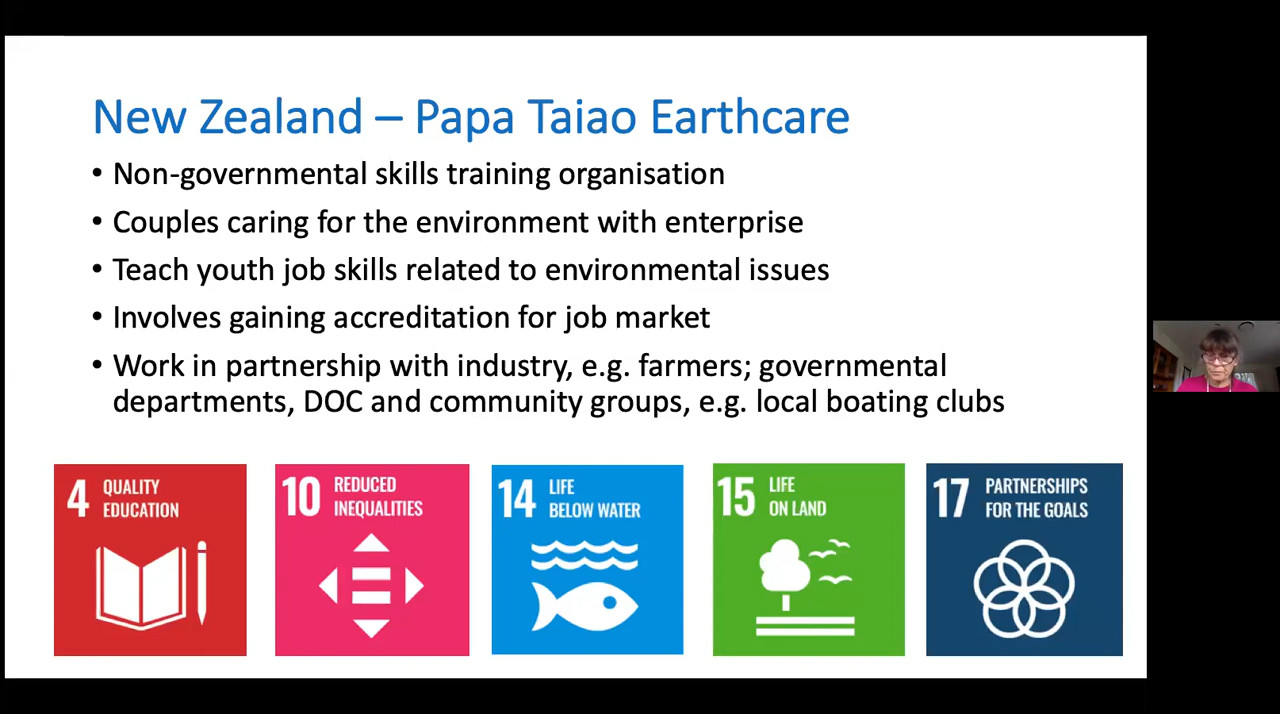 New Zealand – Papa Taiao Earthcare
• Non-governmental skills training organisation
• Couples caring for the environment with enterprise
• Teach youth job skills related to environmental issues
• Involves gaining accreditation for job market
• Work in partnership with industry, e.g. farmers; governmental
departments, DOC and community groups, e.g. local boating clubs
4 QUALITY
EDUCATION
10 REDUCED
INEQUALITIES
14 LIFE
BELOW WATER
15 LIFE
ON LAND
17 PARTNERSHIPS
FOR THE GOALS